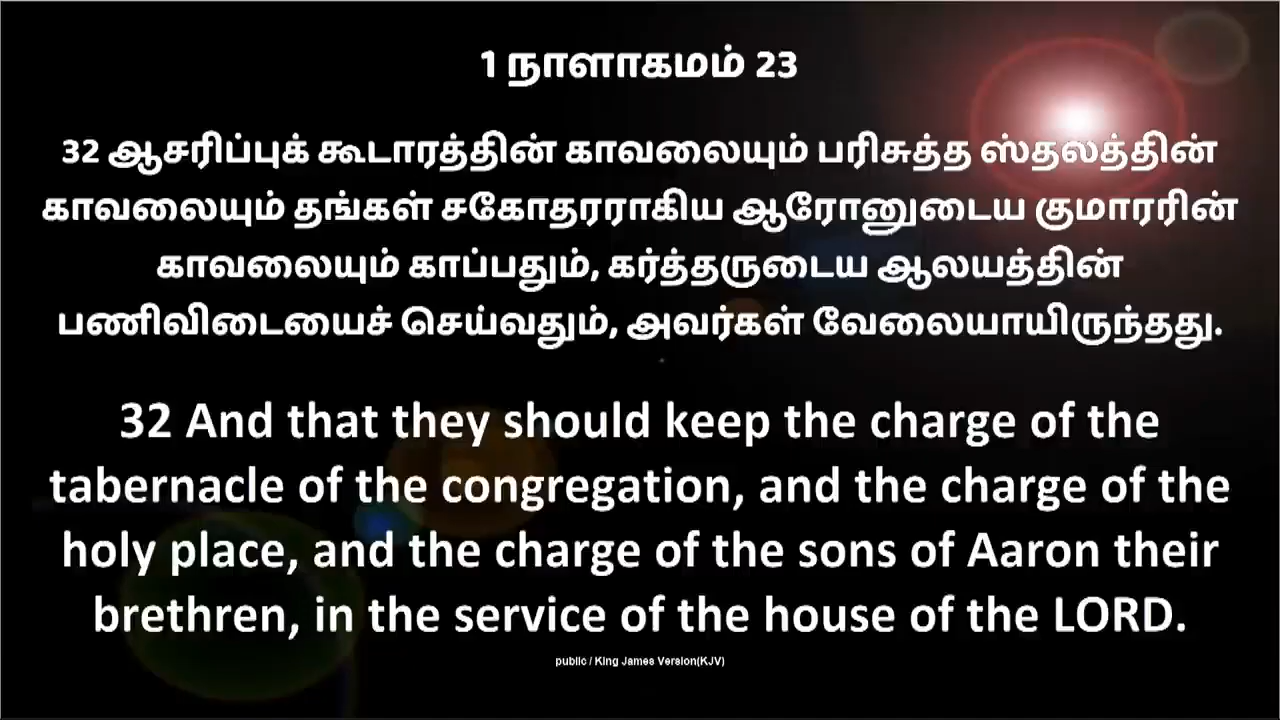 1 நாளாகமம் 23
32 ஆசரிப்புக் கூடாரத்தின் காவலையும் பரிசுத்த ஸ்தலத்தின்
காவலையும் தங்கள் சகோதரராகிய ஆரோனுடைய குமாரரின்
காவலையும் காப்பதும், கர்த்தருடைய ஆலயத்தின்
பணிவிடையைச் செய்வதும், அவர்கள் வேலையாயிருந்தது.
32 And that they should keep the charge of the
tabernacle of the congregation, and the charge of the
holy place, and the charge of the sons of Aaron their
brethren, in the service of the house of the LORD.
public / King James Version(KJV)